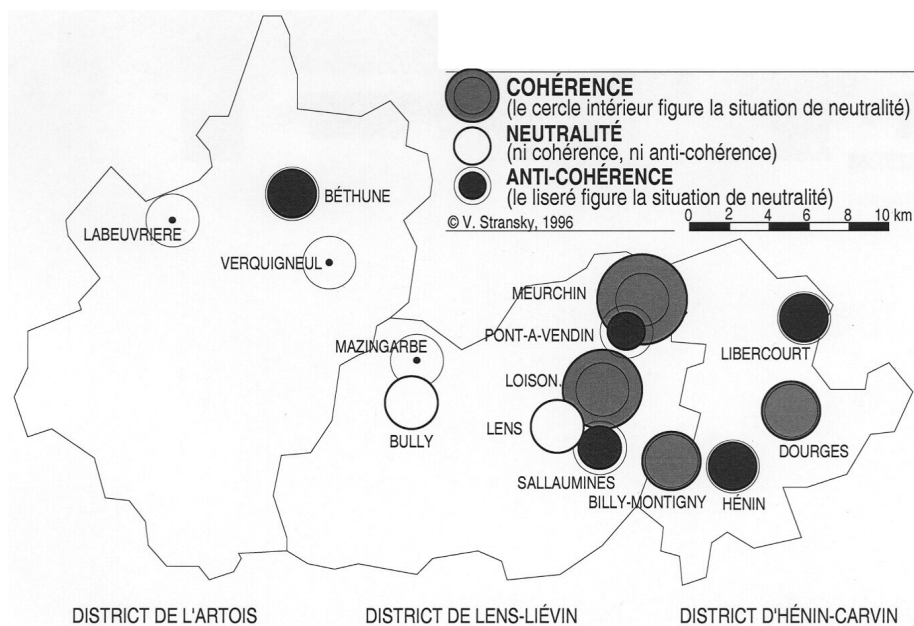 COHÉRENCE
(le cercle intérieur figure la situation de neutralité)
NEUTRALITÉ
(ni cohérence, ni anti-cohérence)
ANTI-COHÉRENCE
(le liseré figure la situation de neutralité)
© V. Stransky, 1996
0 2 4 6 8 10 km
BÉTHUNE
LABEUVRIERE
VERQUIGNEUL
MEURCHIN
PONT-A-VENDIN
MAZINGARBE
LIBERCOURT
LOISON.
LENS
BULLY
DOURGES
SALLAUMINES
BILLY-MONTIGNY
HÉNIN
DISTRICT DE L'ARTOIS
DISTRICT DE LENS-LIÉVIN
DISTRICT D'HÉNIN-CARVIN